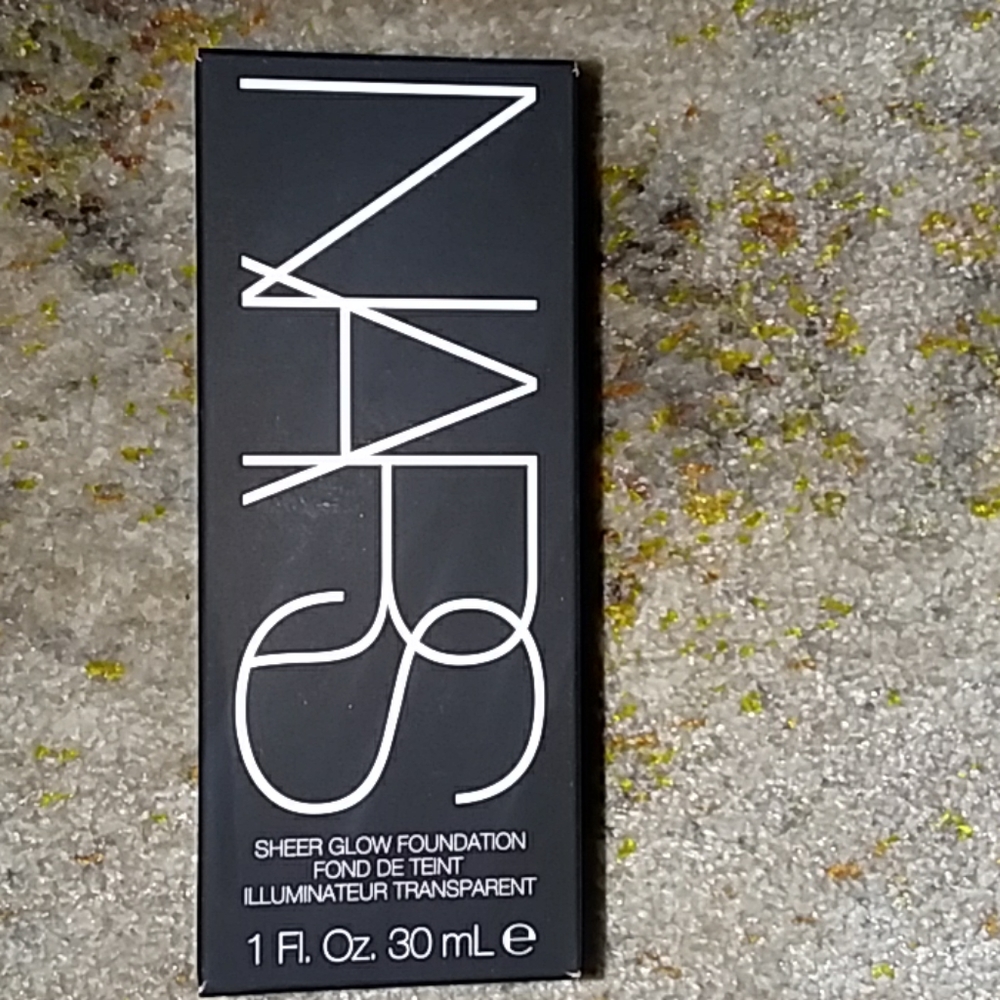 NARS
SHEER GLOW FOUNDATION
FOND DE TEINT
ILLUMINATEUR TRANSPARENT
1 Fl. Oz. 30 mL e